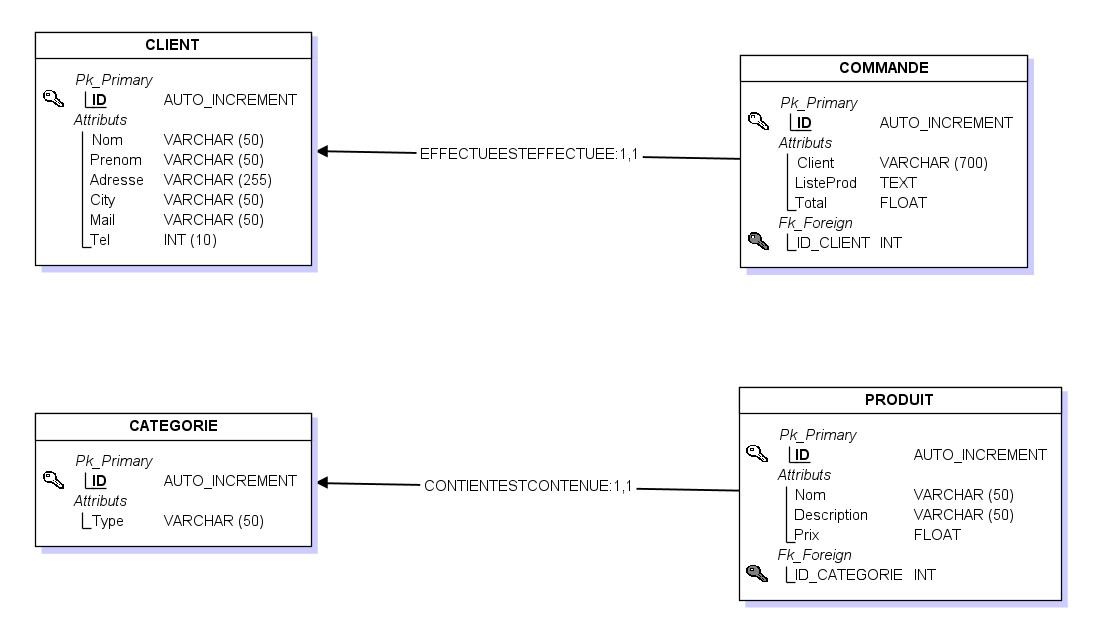 CLIENT
Pk_Primary
ID AUTO_INCREMENT
Attributs
Nom VARCHAR (50)
Prenom VARCHAR (50)
Adresse VARCHAR (255)
City VARCHAR (50)
Mail VARCHAR (50)
Tel INT (10)
EFFECTUEESTEFFECTUEE:1,1
COMMANDE
Pk_Primary
ID AUTO_INCREMENT
Attributs
Client VARCHAR (700)
ListeProd TEXT
Total FLOAT
Fk_Foreign
ID_CLIENT INT
CATEGORIE
Pk_Primary
ID AUTO_INCREMENT
Attributs
Type VARCHAR (50)
CONTIENTESTCONTENUE:1,1
PRODUIT
Pk_Primary
ID AUTO_INCREMENT
Attributs
Nom VARCHAR (50)
Description VARCHAR (50)
Prix FLOAT
Fk_Foreign
ID_CATEGORIE INT